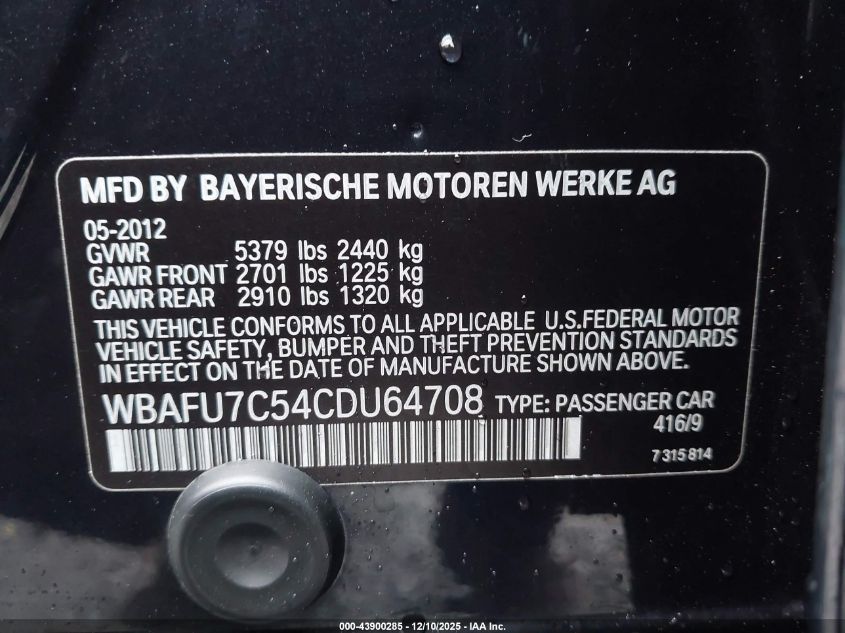 MFD BY BAYERISCHE MOTOREN WERKE AG
05-2012
GVWR 5379 lbs 2440 kg
GAWR FRONT 2701 lbs 1225 kg
GAWR REAR 2910 lbs 1320 kg
THIS VEHICLE CONFORMS TO ALL APPLICABLE U.S.FEDERAL MOTOR
VEHICLE SAFETY, BUMPER AND THEFT PREVENTION STANDARDS
IN EFFECT ON THE DATE OF MANUFACTURE SHOWN ABOVE.
WBAFU7C54CDU64708 TYPE: PASSENGER CAR
416/9
7 315 814
000-43900285 - 12/10/2025 - IAA Inc.